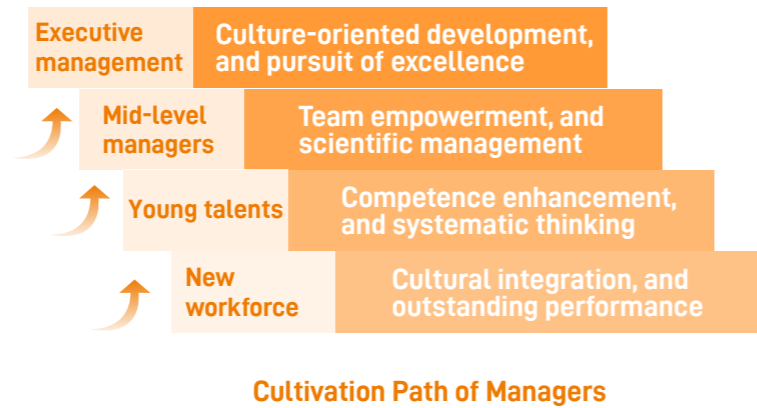 Executive
management
Culture-oriented development,
and pursuit of excellence
Mid-level
managers
Team empowerment, and
scientific management
Young talents
Competence enhancement,
and systematic thinking
New
workforce
Cultural integration, and
outstanding performance
Cultivation Path of Managers